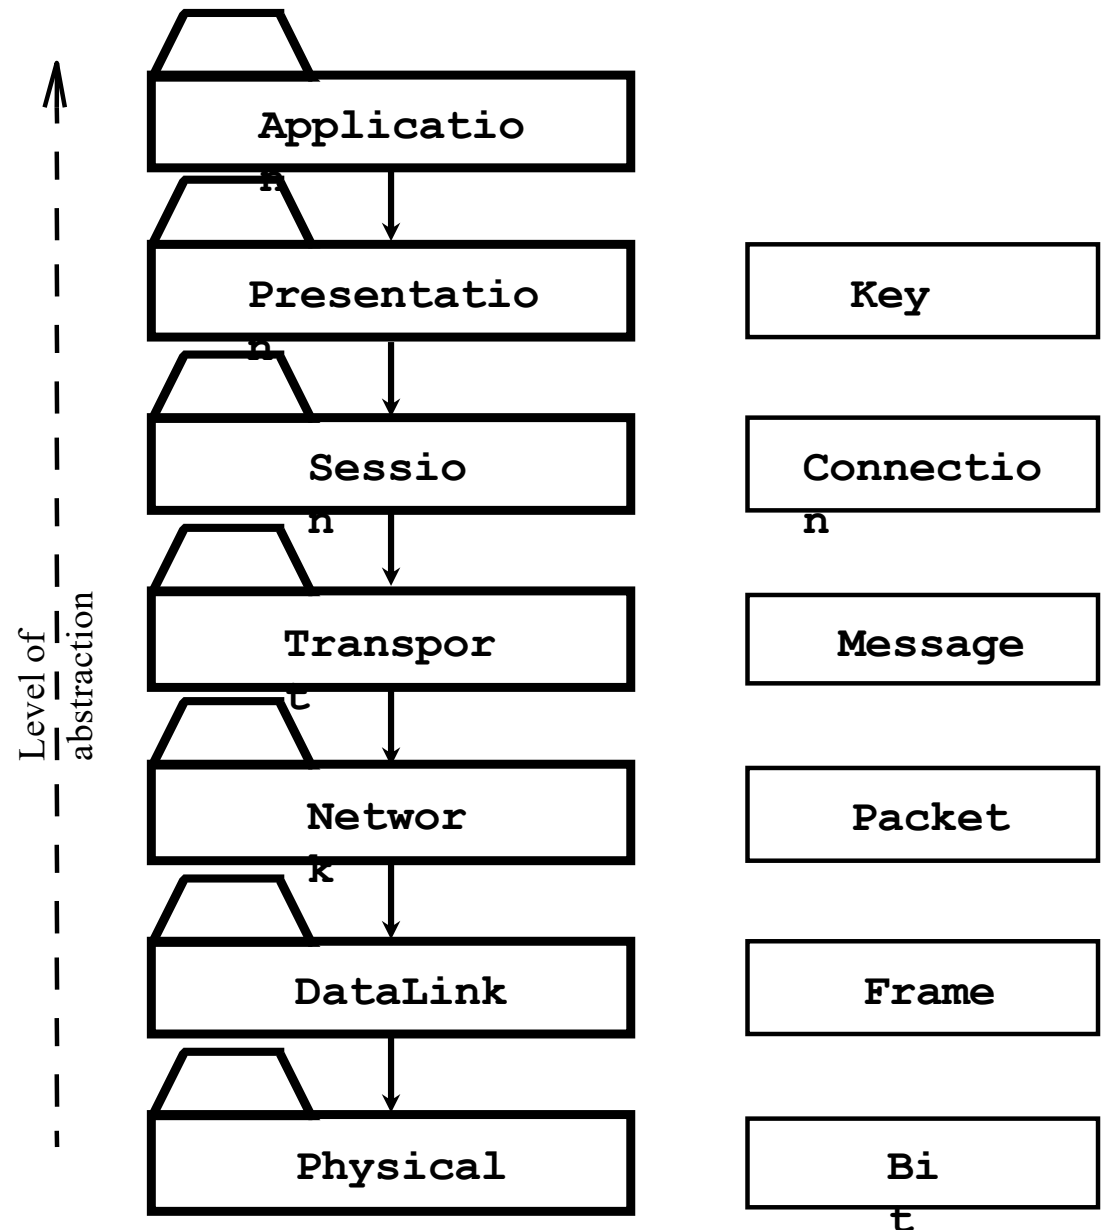 Applicatio
n
Presentatio
n
Key
Sessio
n
Connectio
n
Level of
abstraction
Transpor
t
Message
Networ
k
Packet
DataLink
Frame
Physical
Bi
t